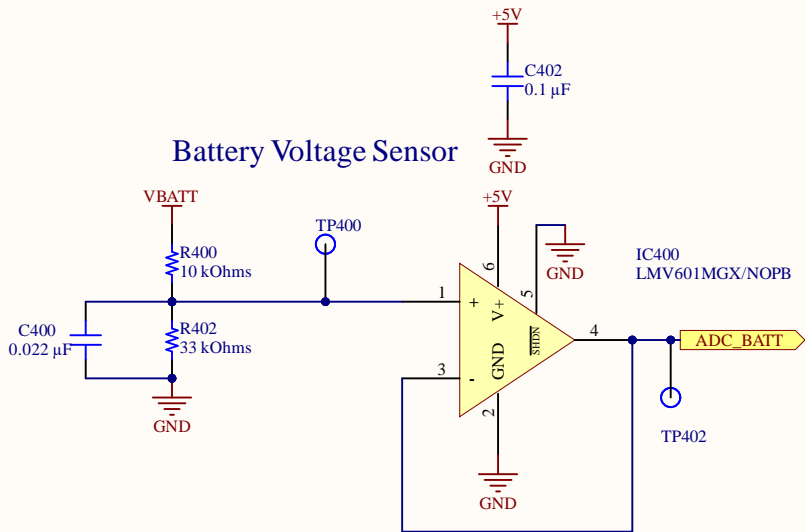 +5V
C402
0.1 µF
GND
Battery Voltage Sensor
VBATT
+5V
TP400
R400
10 kOhms
GND
IC400
LMV601MGX/NOPB
C400
0.022 µF
R402
33 kOhms
GND
1
+
6
V+
5
SHDN
4
ADC_BATT
3
-
GND
2
TP402
GND